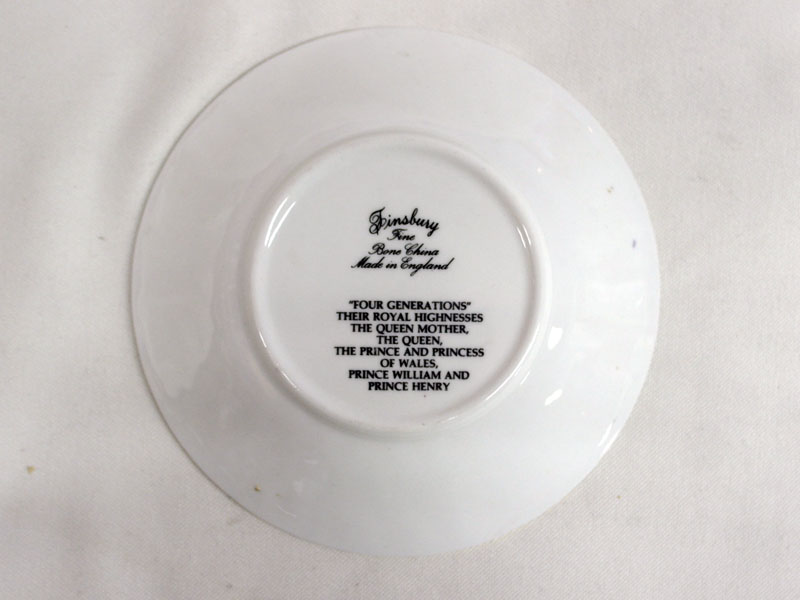 Finsbury
Fine
Bone China
Made in England
"FOUR GENERATIONS"
THEIR ROYAL HIGHNESSES
THE QUEEN MOTHER,
THE QUEEN,
THE PRINCE AND PRINCESS
OF WALES,
PRINCE WILLIAM AND
PRINCE HENRY